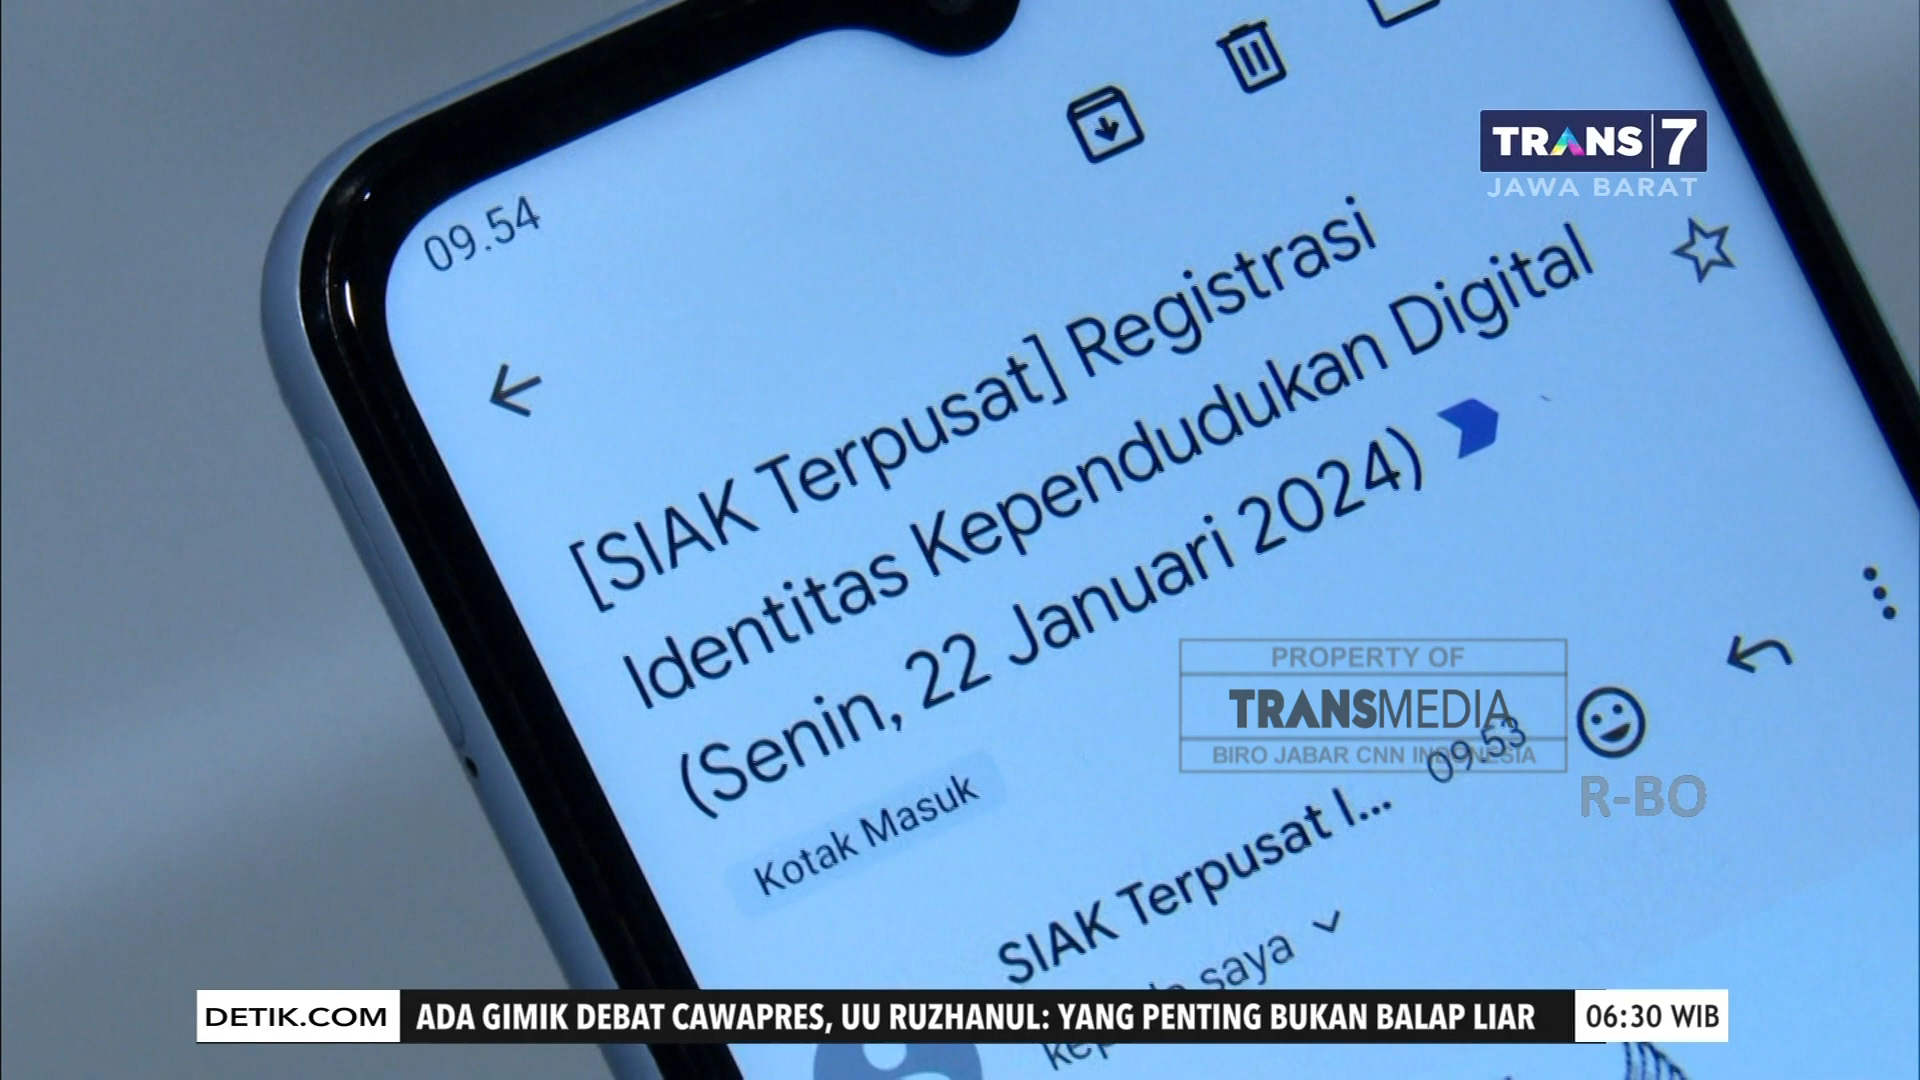 TRANS|7
JAWA BARAT
09.54
[SIAK Terpusat] Registrasi
Identitas Kependudukan Digital
(Senin, 22 Januari 2024)
Kotak Masuk
PROPERTY OF
TRANSMEDIA
BIRO JABAR CNN INDONESIA
R-BO
SIAK Terpusat I... 09.53
kepada saya
DETIK.COM ADA GIMIK DEBAT CAWAPRES, UU RUZHANUL: YANG PENTING BUKAN BALAP LIAR 06:30 WIB